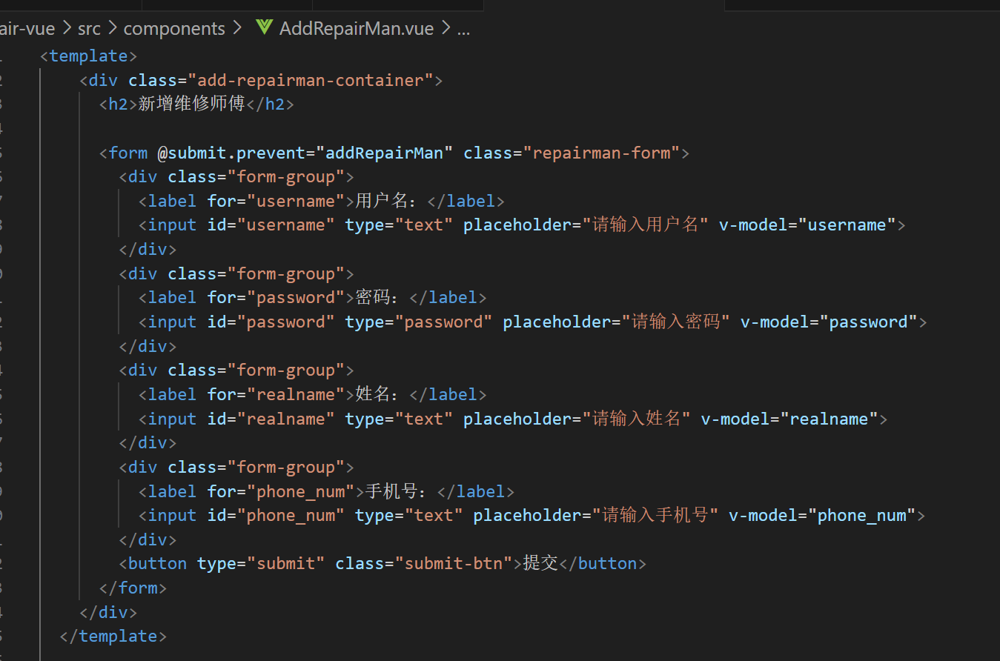 air-vue > src > components > AddRepairMan.vue > ...
<template>
<div class="add-repairman-container">
<h2>新增维修师傅</h2>
<form @submit.prevent="addRepairMan" class="repairman-form">
<div class="form-group">
<label for="username">用户名：</label>
<input id="username" type="text" placeholder="请输入用户名" v-model="username">
</div>
<div class="form-group">
<label for="password">密码：</label>
<input id="password" type="password" placeholder="请输入密码" v-model="password">
</div>
<div class="form-group">
<label for="realname">姓名：</label>
<input id="realname" type="text" placeholder="请输入姓名" v-model="realname">
</div>
<div class="form-group">
<label for="phone_num">手机号：</label>
<input id="phone_num" type="text" placeholder="请输入手机号" v-model="phone_num">
</div>
<button type="submit" class="submit-btn">提交</button>
</form>
</div>
</template>